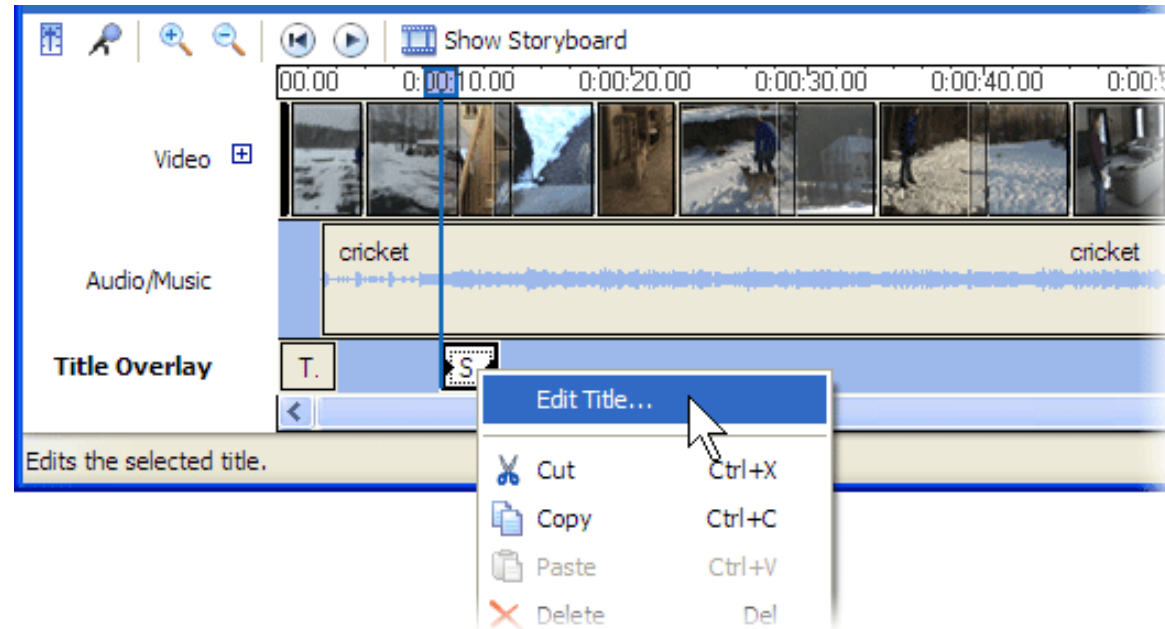 Show Storyboard
00.00 0:00:10.00 0:00:20.00 0:00:30.00 0:00:40.00 0:00:
Video
cricket cricket
Audio/Music
Title Overlay T. S
Edit Title...
Edits the selected title.
Cut Ctrl+X
Copy Ctrl+C
Paste Ctrl+V
Delete Del